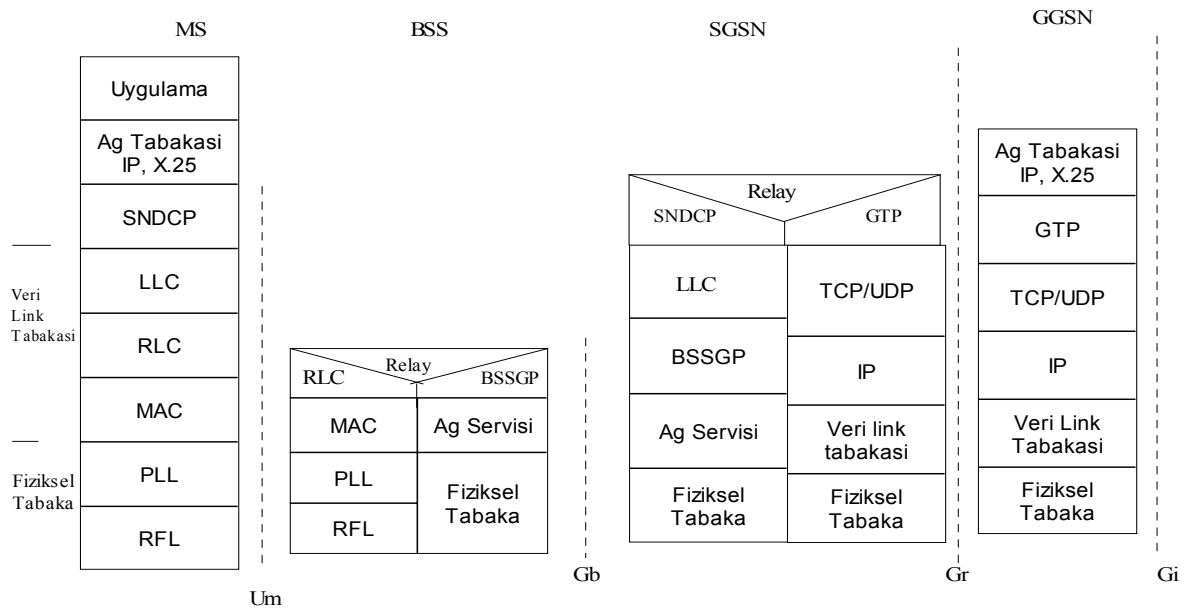 MS
BSS
SGSN
GGSN
Uygulama
Ag Tabakasi
IP, X.25
SNDCP
LLC
RLC
MAC
PLL
RFL
Veri
Link
Tabakasi
Fiziksel
Tabaka
Um
Relay
RLC
BSSGP
MAC
Ag Servisi
PLL
Fiziksel
Tabaka
RFL
Gb
Relay
SNDCP
GTP
LLC
TCP/UDP
BSSGP
IP
Ag Servisi
Veri link
tabakasi
Fiziksel
Tabaka
Fiziksel
Tabaka
Gr
Ag Tabakasi
IP, X.25
GTP
TCP/UDP
IP
Veri Link
Tabakasi
Fiziksel
Tabaka
Gi